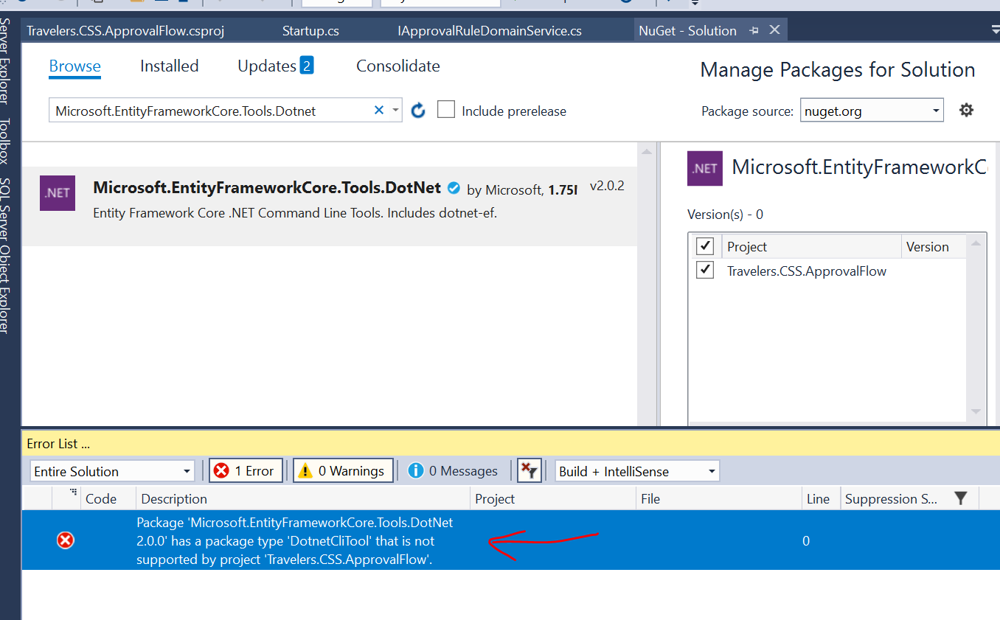 Travelers.CSS.ApprovalFlow.csproj Startup.cs IApprovalRuleDomainService.cs NuGet - Solution
Server Explorer
Toolbox
SQL Server Object Explorer
Browse Installed Updates 2 Consolidate
Manage Packages for Solution
Microsoft.EntityFrameworkCore.Tools.Dotnet
Include prerelease
Package source: nuget.org
.NET
Microsoft.EntityFrameworkCore.Tools.DotNet by Microsoft, 1.75I v2.0.2
Entity Framework Core .NET Command Line Tools. Includes dotnet-ef.
.NET
Microsoft.EntityFrameworkC
Version(s) - 0
Project Version
Travelers.CSS.ApprovalFlow
Error List ...
Entire Solution 1 Error 0 Warnings 0 Messages Build + IntelliSense
Code Description Project File Line Suppression S...
Package 'Microsoft.EntityFrameworkCore.Tools.DotNet
2.0.0' has a package type 'DotnetCliTool' that is not
supported by project 'Travelers.CSS.ApprovalFlow'.
0